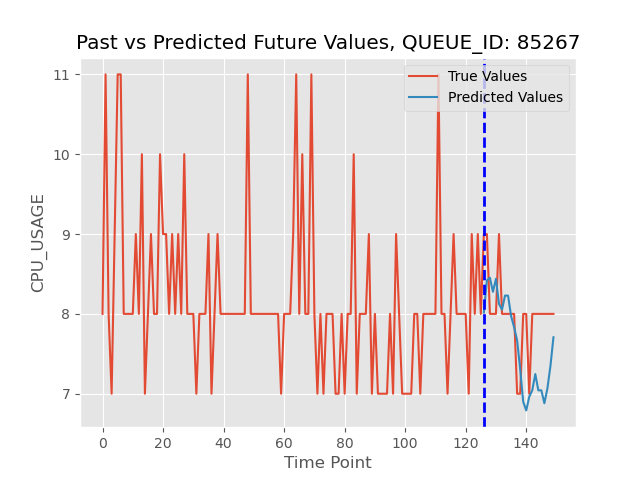 Past vs Predicted Future Values, QUEUE_ID: 85267
True Values
Predicted Values
11
10
9
8
7
CPU_USAGE
0 20 40 60 80 100 120 140
Time Point